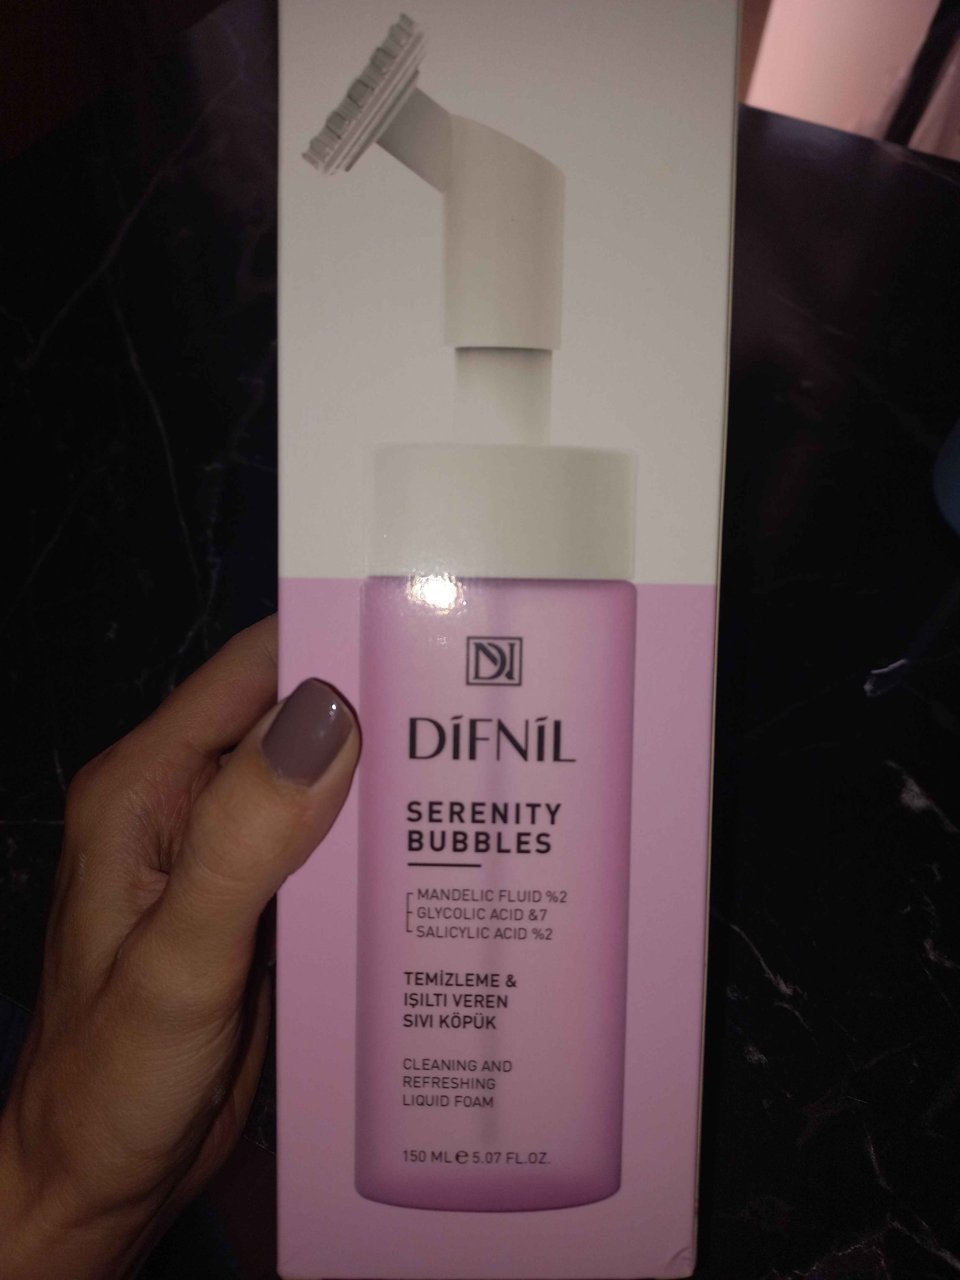 DN
DİFNİL
SERENITY
BUBBLES
MANDELIC FLUID %2
GLYCOLIC ACID &7
SALICYLIC ACID %2
TEMİZLEME &
IŞILTI VEREN
SIVI KÖPÜK
CLEANING AND
REFRESHING
LIQUID FOAM
150 ML ℮ 5.07 FL.OZ.